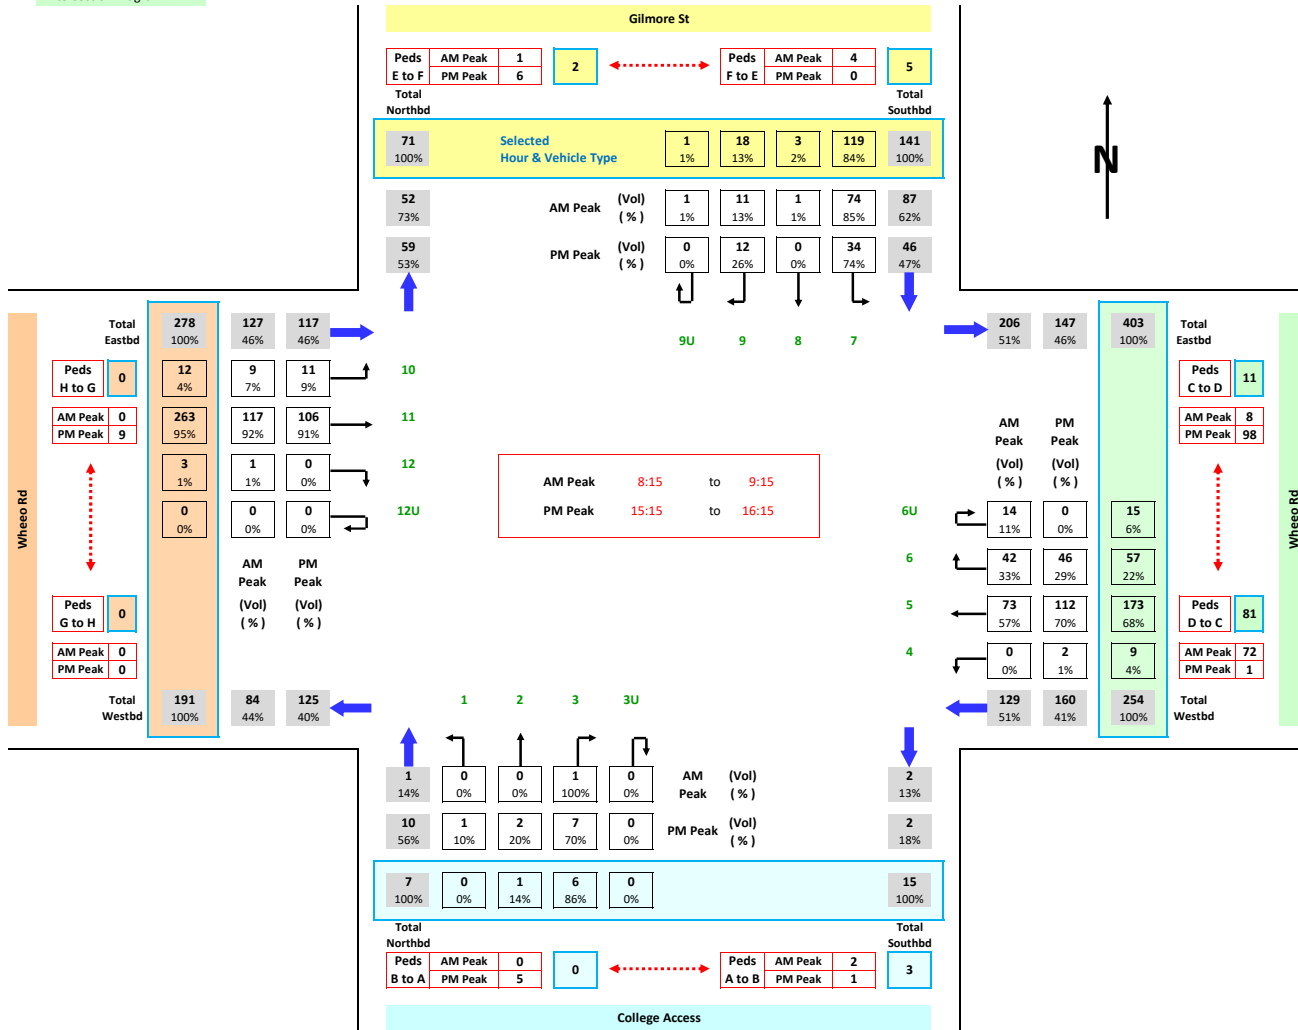 Gilmore St
Peds AM Peak 1 2 Peds AM Peak 4 5
E to F PM Peak 6 F to E PM Peak 0
Total Total
Northbd Southbd
71 Selected 1 18 3 119 141
100% Hour & Vehicle Type 1% 13% 2% 84% 100%
52 AM Peak (Vol) 1 11 1 74 87
73% ( % ) 1% 13% 1% 85% 62%
59 PM Peak (Vol) 0 12 0 34 46
53% ( % ) 0% 26% 0% 74% 47%
N
Total 278 127 117 206 147 403 Total
Eastbd 100% 46% 46% 51% 46% 100% Eastbd
9U 9 8 7
Peds 0 12 9 11 10 Peds 11
H to G 4% 7% 9% C to D
AM Peak 0 263 117 106 11 AM Peak 8
PM Peak 9 95% 92% 91% PM Peak 98
AM PM
Peak Peak
3 1 0 12 (Vol) (Vol)
1% 1% 0% ( % ) ( % )
AM Peak 8:15 to 9:15
PM Peak 15:15 to 16:15
0 0 0 12U 6U 14 0 15
0% 0% 0% 11% 0% 6%
Wheeo Rd
Wheeo Rd
AM PM 6 42 46 57
Peak Peak 33% 29% 22%
Peds 0 (Vol) (Vol) 5 73 112 173 Peds 81
G to H ( % ) ( % ) 57% 70% 68% D to C
AM Peak 0 4 0 2 9 AM Peak 72
PM Peak 0 0% 1% 4% PM Peak 1
Total 191 84 125 1 2 3 3U 129 160 254 Total
Westbd 100% 44% 40% 51% 41% 100% Westbd
1 0 0 1 0 AM (Vol) 2
14% 0% 0% 100% 0% Peak ( % ) 13%
10 1 2 7 0 PM Peak (Vol) 2
56% 10% 20% 70% 0% ( % ) 18%
7 0 1 6 0 15
100% 0% 14% 86% 0% 100%
Total Total
Northbd Southbd
Peds AM Peak 0 0 Peds AM Peak 2 3
B to A PM Peak 5 A to B PM Peak 1
College Access